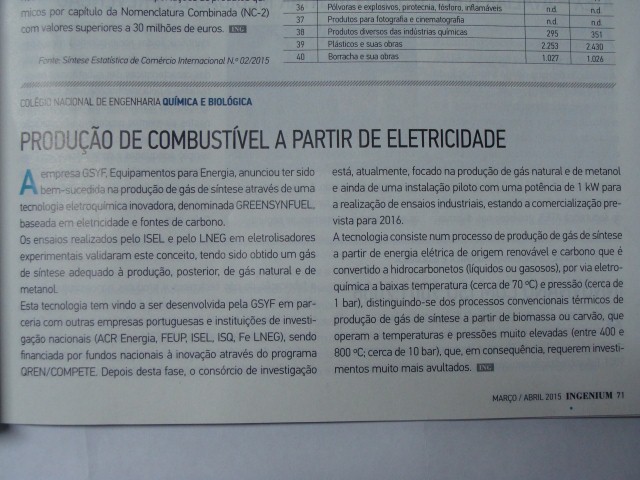 micos por capítulo da Nomenclatura Combinada (NC-2)
com valores superiores a 30 milhões de euros. ING
Fonte: Síntese Estatística de Comércio Internacional N.º 02/2015
36 Pólvoras e explosivos, pirotecnia, fósforo, inflamáveis n.d. n.d.
37 Produtos para fotografia e cinematografia n.d. n.d.
38 Produtos diversos das indústrias químicas 295 351
39 Plásticos e suas obras 2.253 2.430
40 Borracha e sua obras 1.027 1.026
COLÉGIO NACIONAL DE ENGENHARIA QUÍMICA E BIOLÓGICA
PRODUÇÃO DE COMBUSTÍVEL A PARTIR DE ELETRICIDADE
A empresa GSYF, Equipamentos para Energia, anunciou ter sido
bem-sucedida na produção de gás de síntese através de uma
tecnologia eletroquímica inovadora, denominada GREENSYNFUEL,
baseada em eletricidade e fontes de carbono.
Os ensaios realizados pelo ISEL e pelo LNEG em eletrolisadores
experimentais validaram este conceito, tendo sido obtido um gás
de síntese adequado à produção, posterior, de gás natural e de
metanol.
Esta tecnologia tem vindo a ser desenvolvida pela GSYF em par-
ceria com outras empresas portuguesas e instituições de investi-
gação nacionais (ACR Energia, FEUP, ISEL, ISQ, Fe LNEG), sendo
financiada por fundos nacionais à inovação através do programa
QREN/COMPETE. Depois desta fase, o consórcio de investigação
está, atualmente, focado na produção de gás natural e de metanol
e ainda de uma instalação piloto com uma potência de 1 kW para
a realização de ensaios industriais, estando a comercialização pre-
vista para 2016.
A tecnologia consiste num processo de produção de gás de síntese
a partir de energia elétrica de origem renovável e carbono que é
convertido a hidrocarbonetos (líquidos ou gasosos), por via eletro-
química a baixas temperatura (cerca de 70 ºC) e pressão (cerca de
1 bar), distinguindo-se dos processos convencionais térmicos de
produção de gás de síntese a partir de biomassa ou carvão, que
operam a temperaturas e pressões muito elevadas (entre 400 e
800 ºC; cerca de 10 bar), que, em consequência, requerem investi-
mentos muito mais avultados. ING
MARÇO / ABRIL 2015 INGENIUM 71